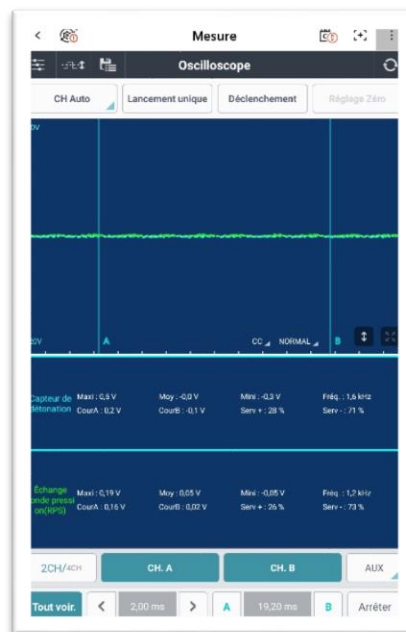 Mesure
Oscilloscope
CH Auto
Lancement unique
Déclenchement
Réglage Zéro
A
CC NORMAL
B
Capteur de détonation
Maxi : 0,5 V Moy : -0,0 V Mini : -0,3 V Fréq. : 1,6 kHz
CourA : 0,2 V CourB : -0,1 V Serv + : 28 % Serv - : 71 %
Échange onde pressi on(RPS)
Maxi : 0,19 V Moy : 0,05 V Mini : -0,05 V Fréq. : 1,2 kHz
CourA : 0,16 V CourB : 0,02 V Serv + : 26 % Serv - : 73 %
2CH/4CH CH. A CH. B AUX
Tout voir. < 2,00 ms > A 19,20 ms B Arrêter